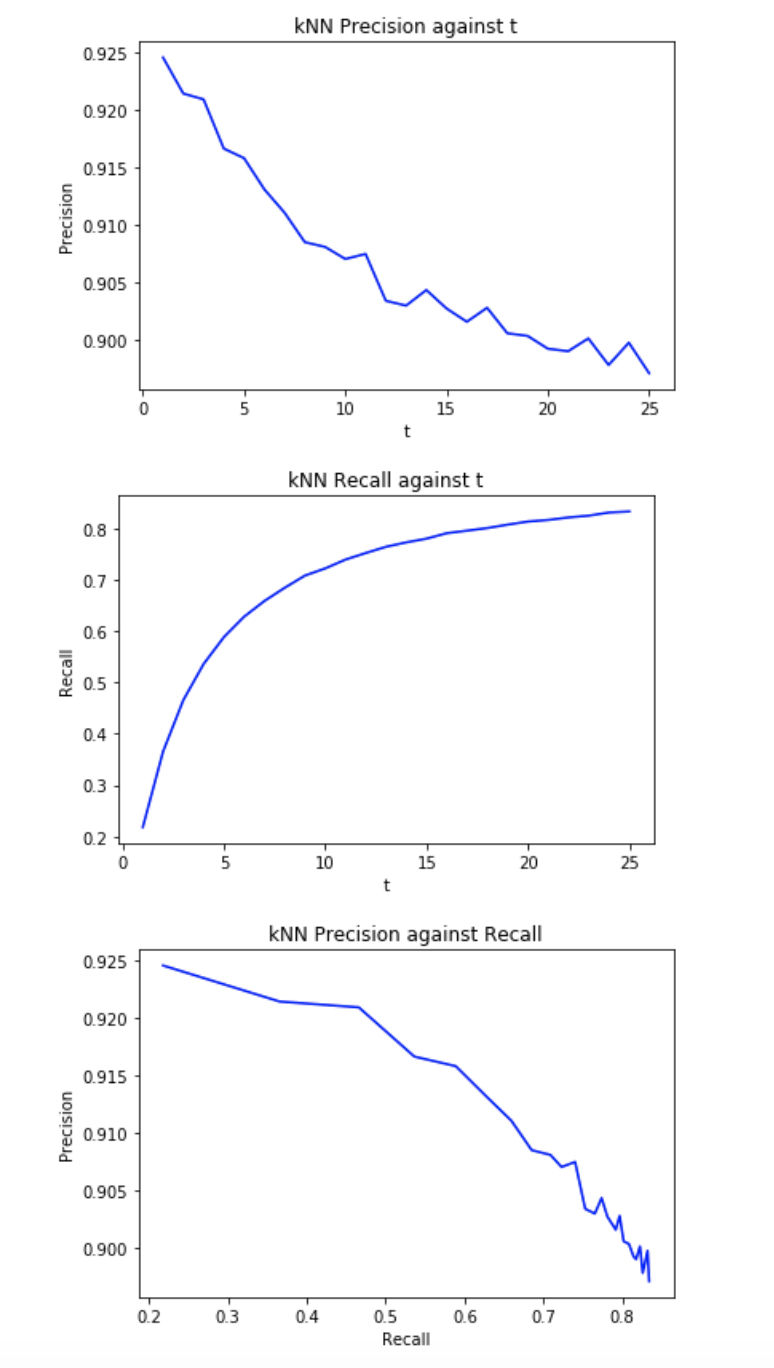 kNN Precision against t
0.925
0.920
0.915
0.910
0.905
0.900
Precision
0 5 10 15 20 25
t
kNN Recall against t
0.8
0.7
0.6
0.5
0.4
0.3
0.2
Recall
0 5 10 15 20 25
t
kNN Precision against Recall
0.925
0.920
0.915
0.910
0.905
0.900
Precision
0.2 0.3 0.4 0.5 0.6 0.7 0.8
Recall